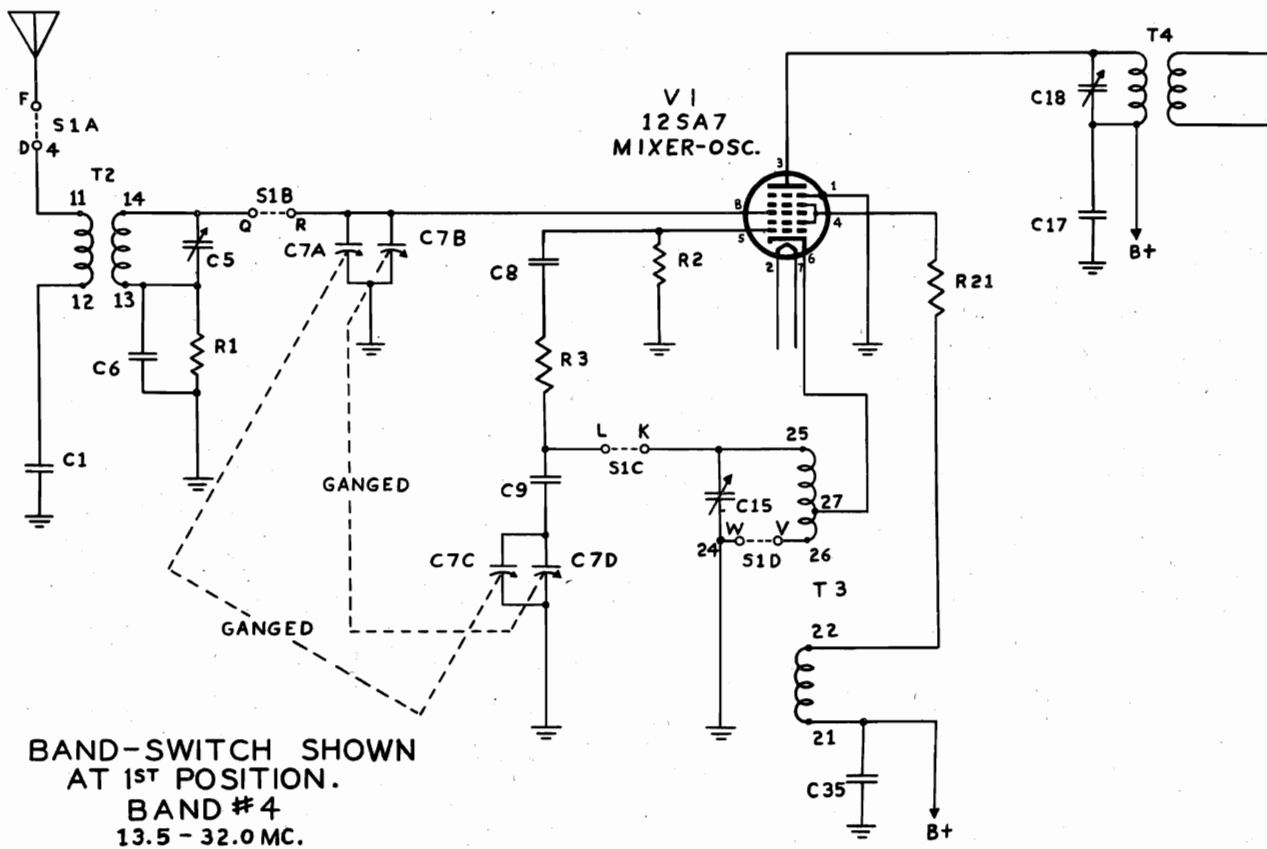 T4
F
S1A
D 4
C18
V1
12SA7
MIXER-OSC.
T2
11
14
S1B
Q
R
C5
C7A
C7B
3
1
8
4
5
2
7
6
C17
B+
12
13
C8
R2
R21
C6
R1
R3
C1
L
K
S1C
25
GANGED
C9
C15
27
W
V
24
S1D
26
C7C
C7D
T3
GANGED
22
21
C35
B+
BAND-SWITCH SHOWN
AT 1ST POSITION.
BAND #4
13.5 - 32.0 MC.